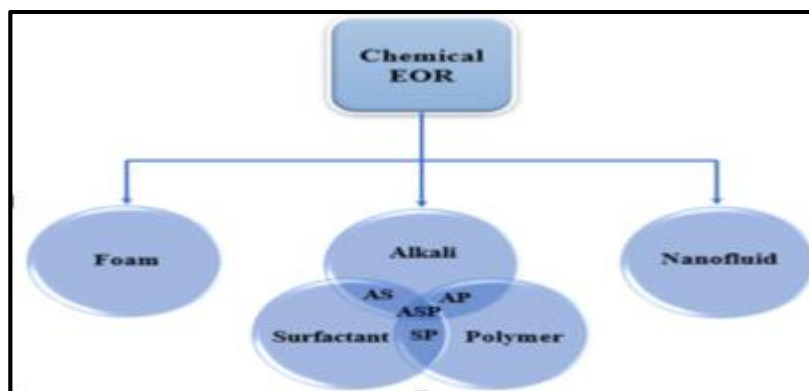 Chemical
EOR
Foam
Alkali
Nanofluid
AS
AP
ASP
Surfactant
SP
Polymer